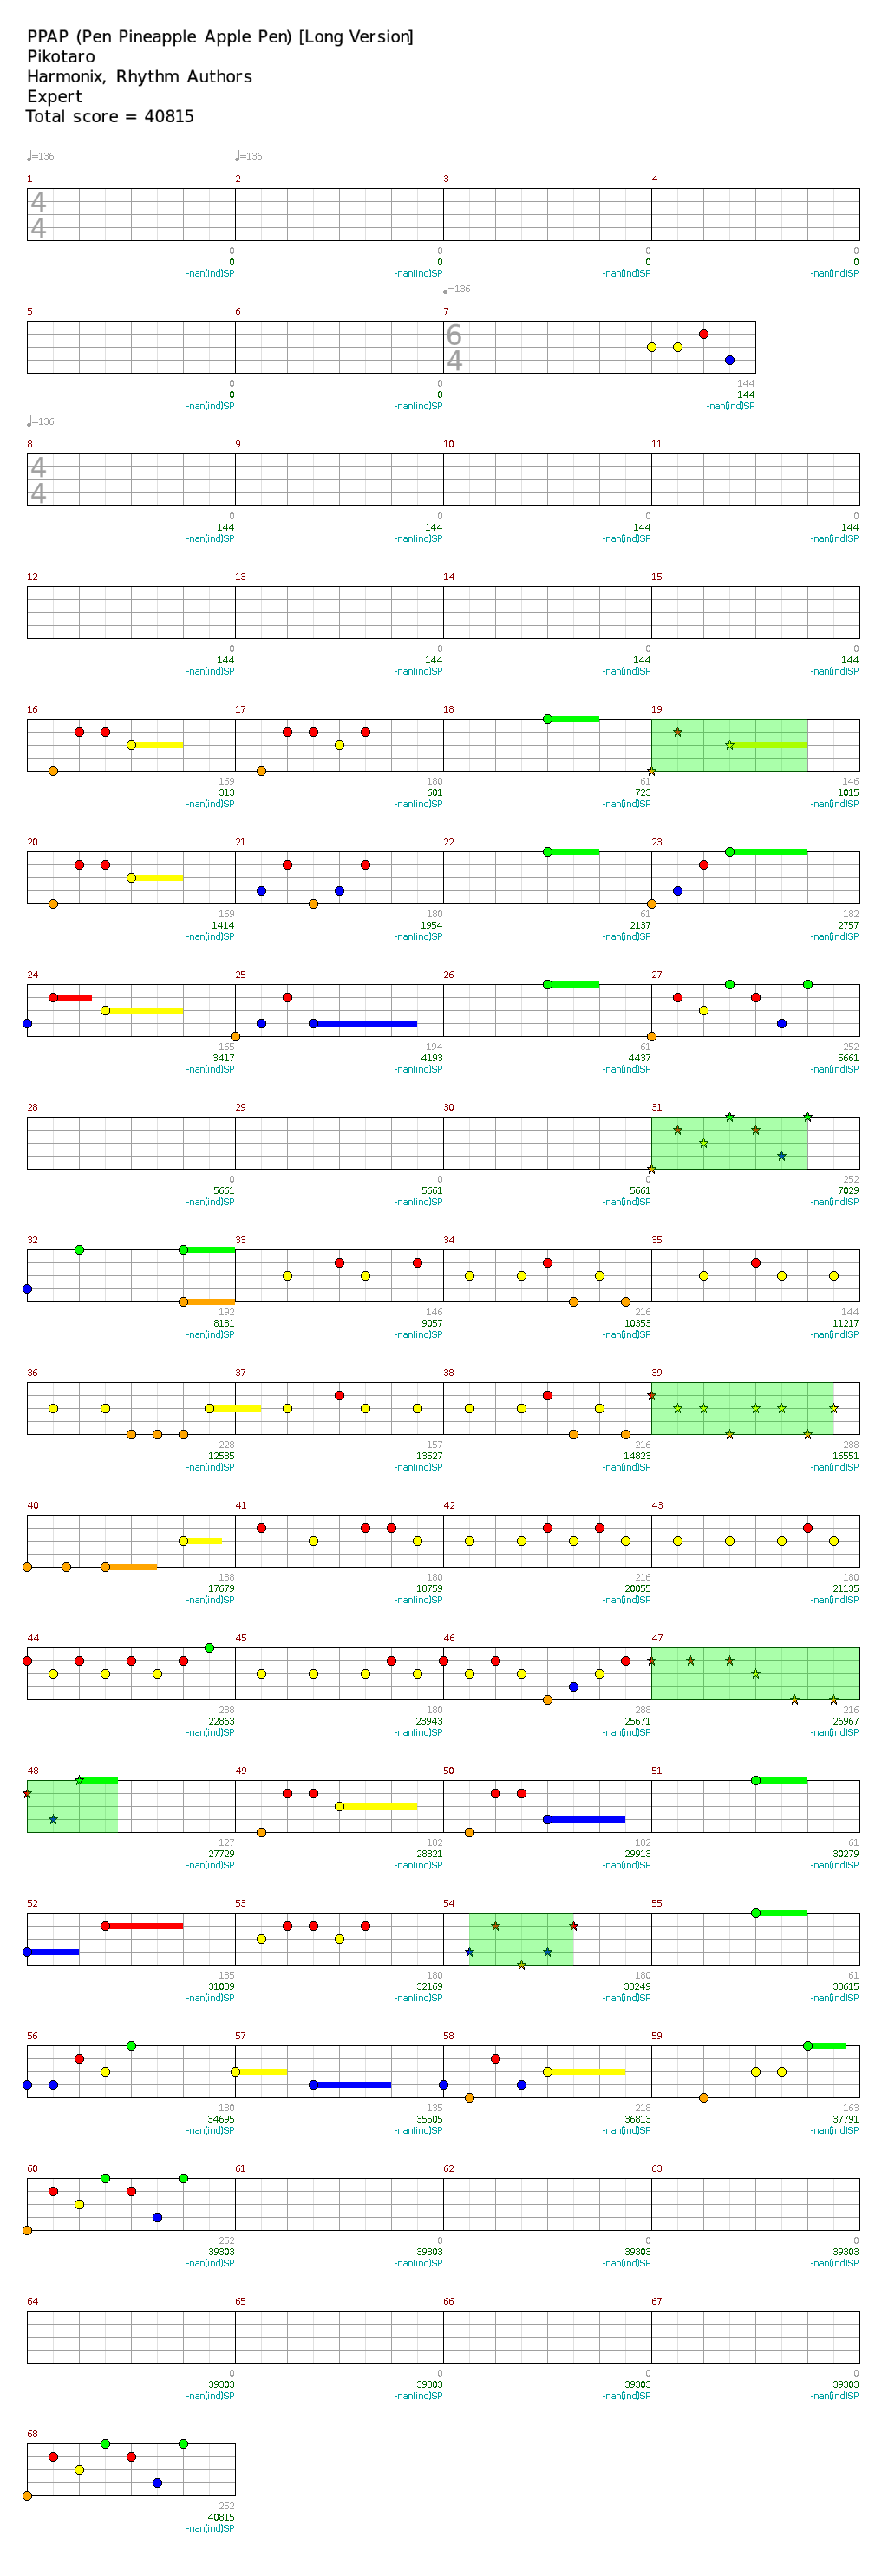 PPAP (Pen Pineapple Apple Pen) [Long Version]
Pikotaro
Harmonix, Rhythm Authors
Expert
Total score = 40815
♩=136 ♩=136
1 2 3 4
4
4
0 0 0 0
0 0 0 0
-nan(ind)SP -nan(ind)SP -nan(ind)SP -nan(ind)SP
♩=136
5 6 7
6
4
0 0 144
0 0 144
-nan(ind)SP -nan(ind)SP -nan(ind)SP
♩=136
8 9 10 11
4
4
0 0 0 0
144 144 144 144
-nan(ind)SP -nan(ind)SP -nan(ind)SP -nan(ind)SP
12 13 14 15
0 0 0 0
144 144 144 144
-nan(ind)SP -nan(ind)SP -nan(ind)SP -nan(ind)SP
16 17 18 19
169 180 61 146
313 601 723 1015
-nan(ind)SP -nan(ind)SP -nan(ind)SP -nan(ind)SP
20 21 22 23
169 180 61 182
1414 1954 2137 2757
-nan(ind)SP -nan(ind)SP -nan(ind)SP -nan(ind)SP
24 25 26 27
165 194 61 252
3417 4193 4437 5661
-nan(ind)SP -nan(ind)SP -nan(ind)SP -nan(ind)SP
28 29 30 31
0 0 0 252
5661 5661 5661 7029
-nan(ind)SP -nan(ind)SP -nan(ind)SP -nan(ind)SP
32 33 34 35
192 146 216 144
8181 9057 10353 11217
-nan(ind)SP -nan(ind)SP -nan(ind)SP -nan(ind)SP
36 37 38 39
228 157 216 288
12585 13527 14823 16551
-nan(ind)SP -nan(ind)SP -nan(ind)SP -nan(ind)SP
40 41 42 43
188 180 216 180
17679 18759 20055 21135
-nan(ind)SP -nan(ind)SP -nan(ind)SP -nan(ind)SP
44 45 46 47
288 180 288 216
22863 23943 25671 26967
-nan(ind)SP -nan(ind)SP -nan(ind)SP -nan(ind)SP
48 49 50 51
127 182 182 61
27729 28821 29913 30279
-nan(ind)SP -nan(ind)SP -nan(ind)SP -nan(ind)SP
52 53 54 55
135 180 180 61
31089 32169 33249 33615
-nan(ind)SP -nan(ind)SP -nan(ind)SP -nan(ind)SP
56 57 58 59
180 135 218 163
34695 35505 36813 37791
-nan(ind)SP -nan(ind)SP -nan(ind)SP -nan(ind)SP
60 61 62 63
252 0 0 0
39303 39303 39303 39303
-nan(ind)SP -nan(ind)SP -nan(ind)SP -nan(ind)SP
64 65 66 67
0 0 0 0
39303 39303 39303 39303
-nan(ind)SP -nan(ind)SP -nan(ind)SP -nan(ind)SP
68
252
40815
-nan(ind)SP